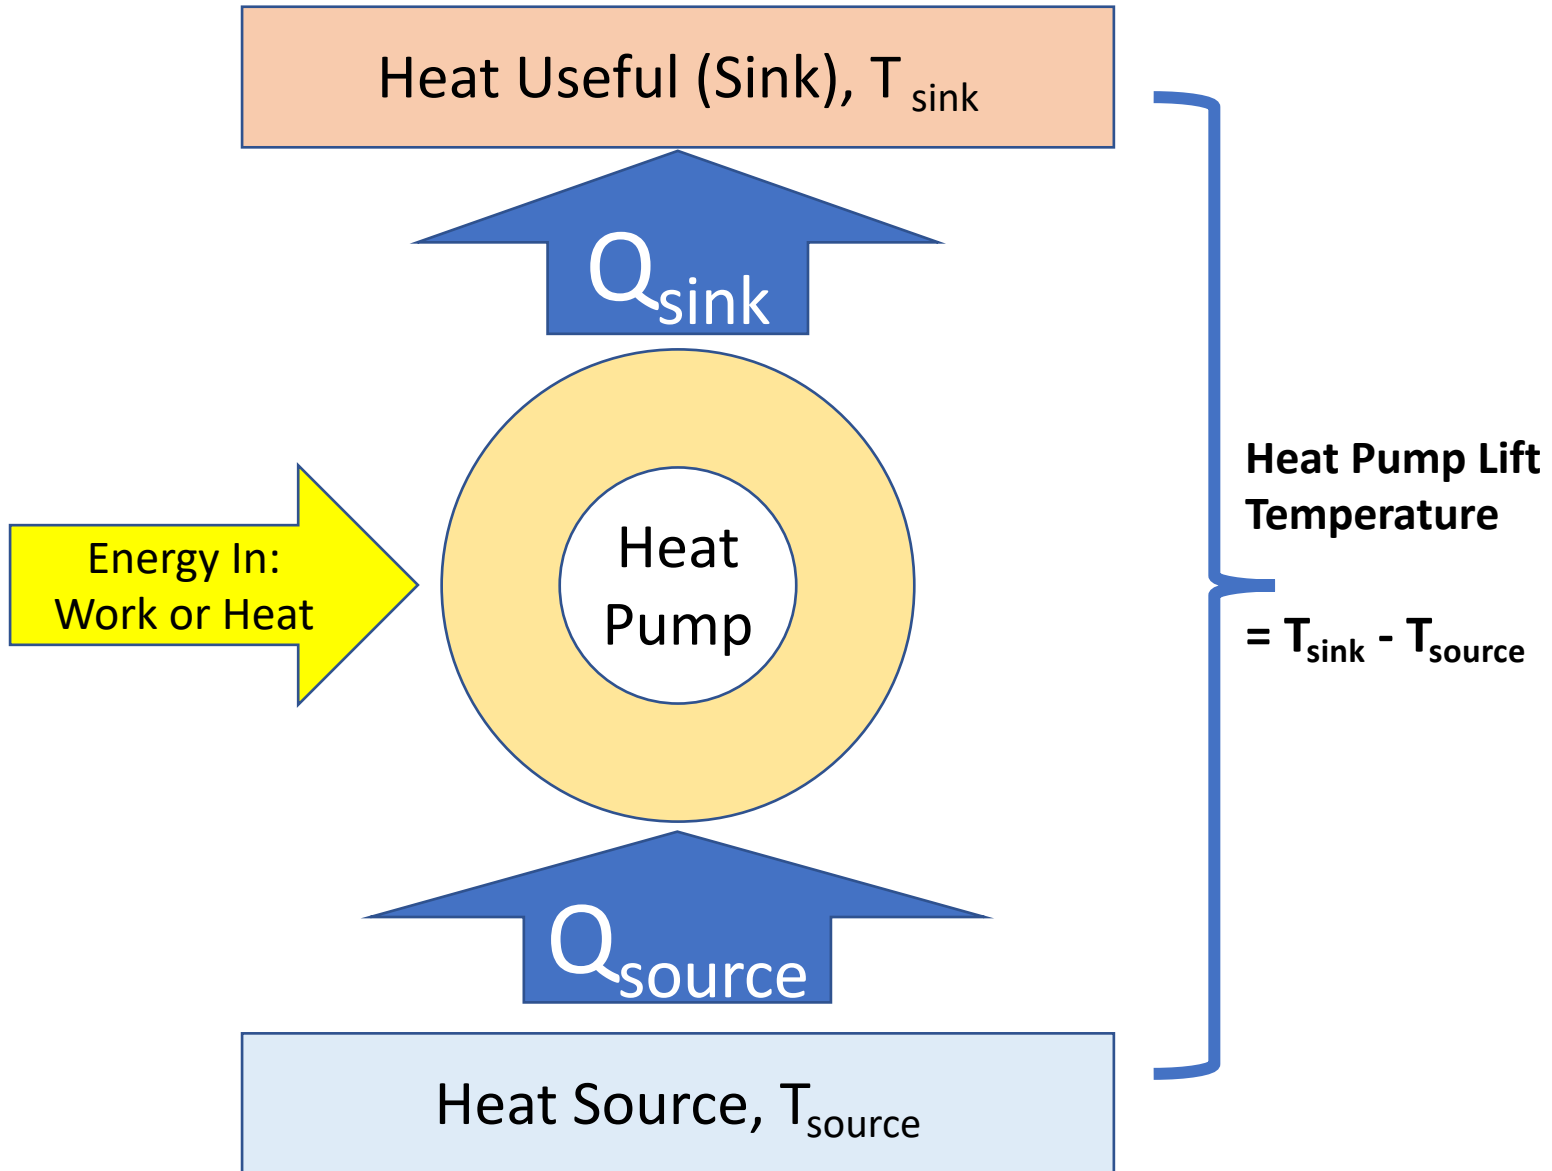 Heat Useful (Sink), T sink
Qsink
Heat
Pump
Energy In:
Work or Heat
Heat Pump Lift
Temperature
= Tsink - Tsource
Qsource
Heat Source, Tsource